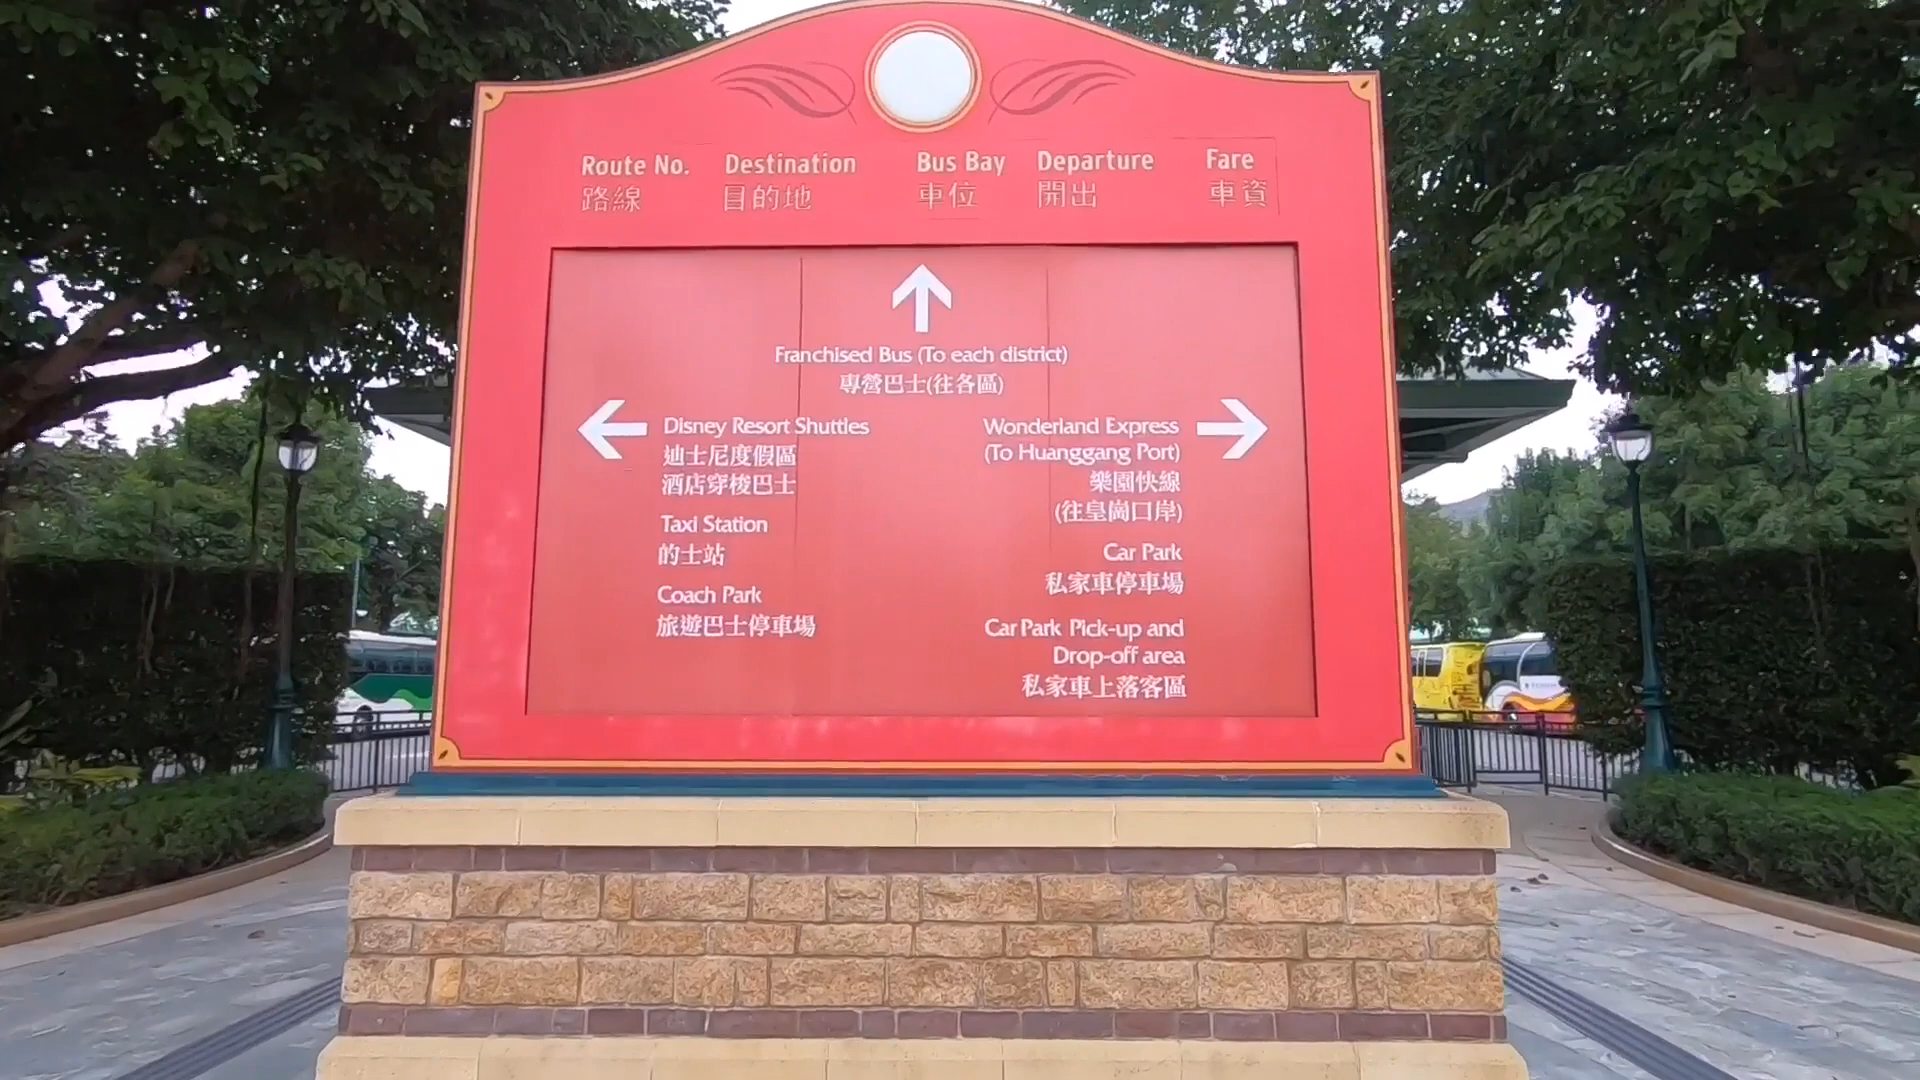 Route No. Destination Bus Bay Departure Fare
路線 目的地 車位 開出 車資
Franchised Bus (To each district)
專營巴士(往各區)
Disney Resort Shuttles
迪士尼度假區
酒店穿梭巴士
Taxi Station
的士站
Coach Park
旅遊巴士停車場
Wonderland Express
(To Huanggang Port)
樂園快線
(往皇崗口岸)
Car Park
私家車停車場
Car Park Pick-up and
Drop-off area
私家車上落客區